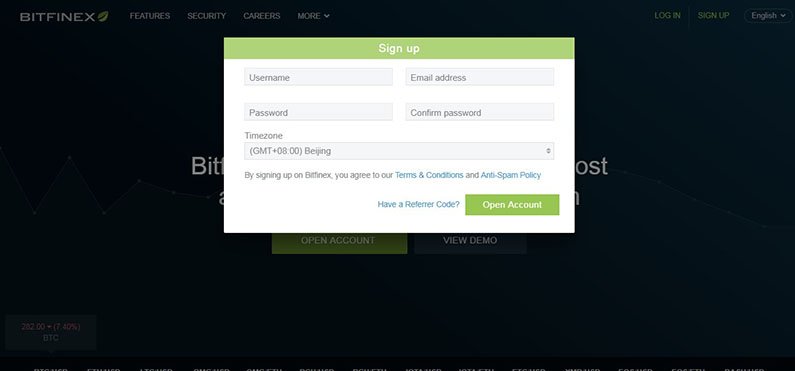 BITFINEX FEATURES SECURITY CAREERS MORE LOG IN SIGN UP English
Sign up
Username Email address
Password Confirm password
Timezone
(GMT+08:00) Beijing
Bitf ost
By signing up on Bitfinex, you agree to our Terms & Conditions and Anti-Spam Policy
Have a Referrer Code? Open Account
OPEN ACCOUNT VIEW DEMO
282.00 (7.40%)
BTC